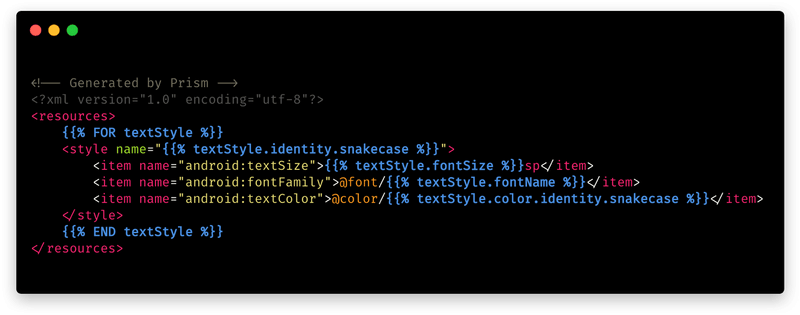 <!-- Generated by Prism -->
<?xml version="1.0" encoding="utf-8"?>
<resources>
    {{% FOR textStyle %}}
    <style name="{{% textStyle.identity.snakecase %}}">
        <item name="android:textSize">{{% textStyle.fontSize %}}sp</item>
        <item name="android:fontFamily">@font/{{% textStyle.fontName %}}</item>
        <item name="android:textColor">@color/{{% textStyle.color.identity.snakecase %}}</item>
    </style>
    {{% END textStyle %}}
</resources>